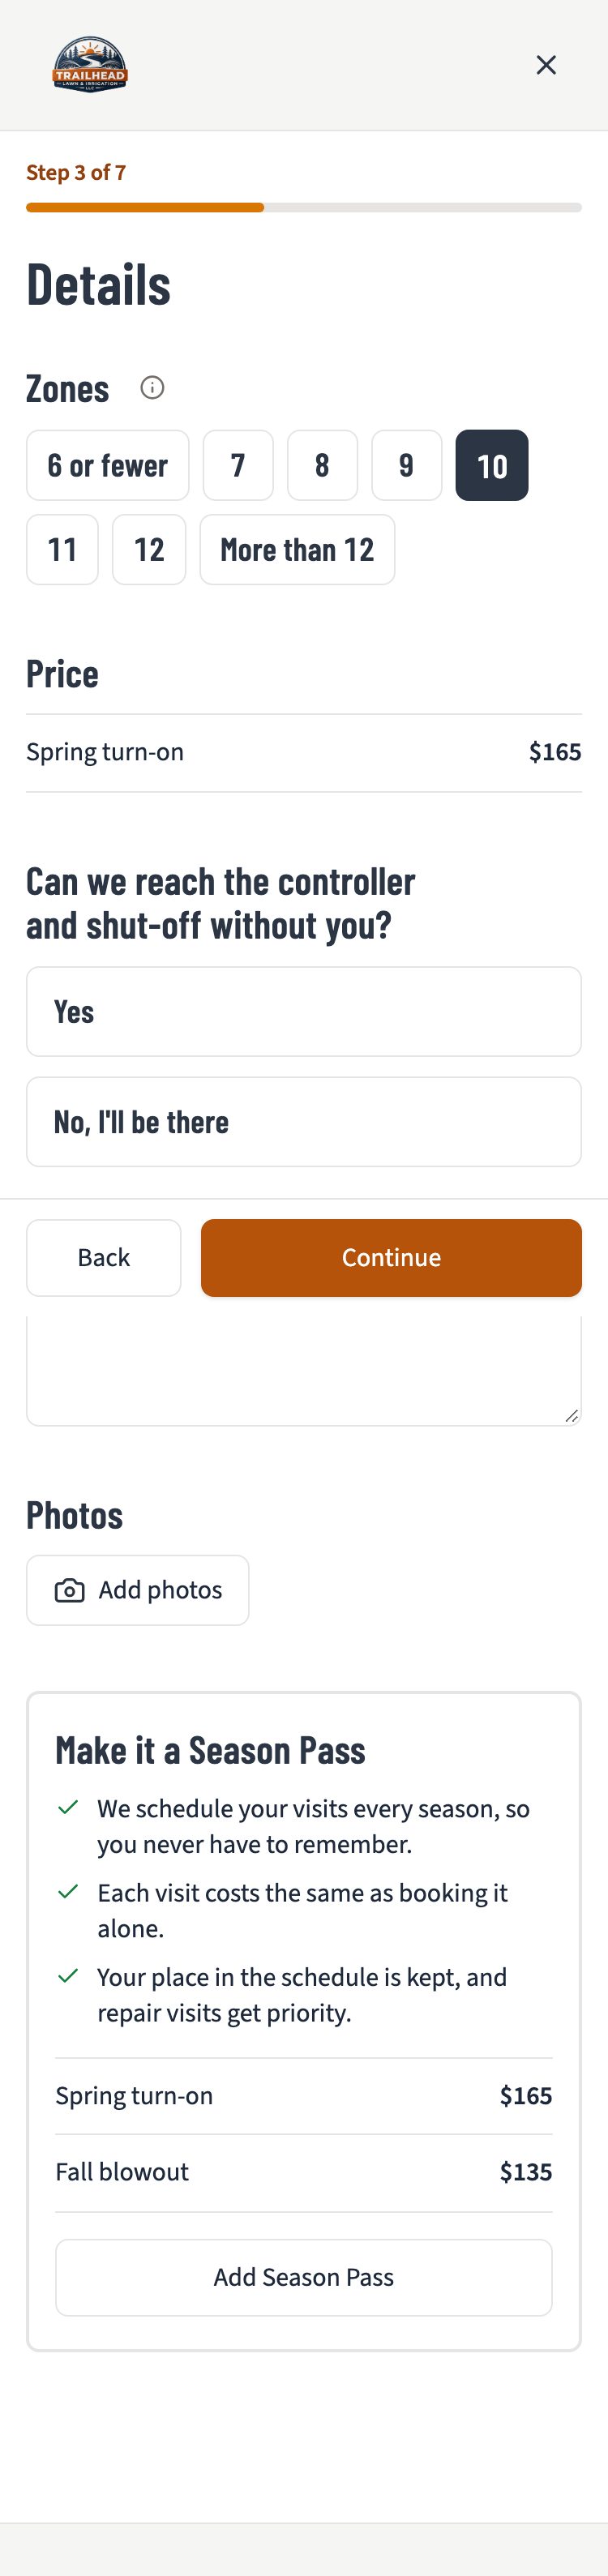 TRAILHEAD
LAWN & IRRIGATION
LLC
Step 3 of 7
Details
Zones
6 or fewer
7
8
9
10
11
12
More than 12
Price
Spring turn-on
$165
Can we reach the controller
and shut-off without you?
Yes
No, I'll be there
Back
Continue
Photos
Add photos
Make it a Season Pass
We schedule your visits every season, so
you never have to remember.
Each visit costs the same as booking it
alone.
Your place in the schedule is kept, and
repair visits get priority.
Spring turn-on
$165
Fall blowout
$135
Add Season Pass